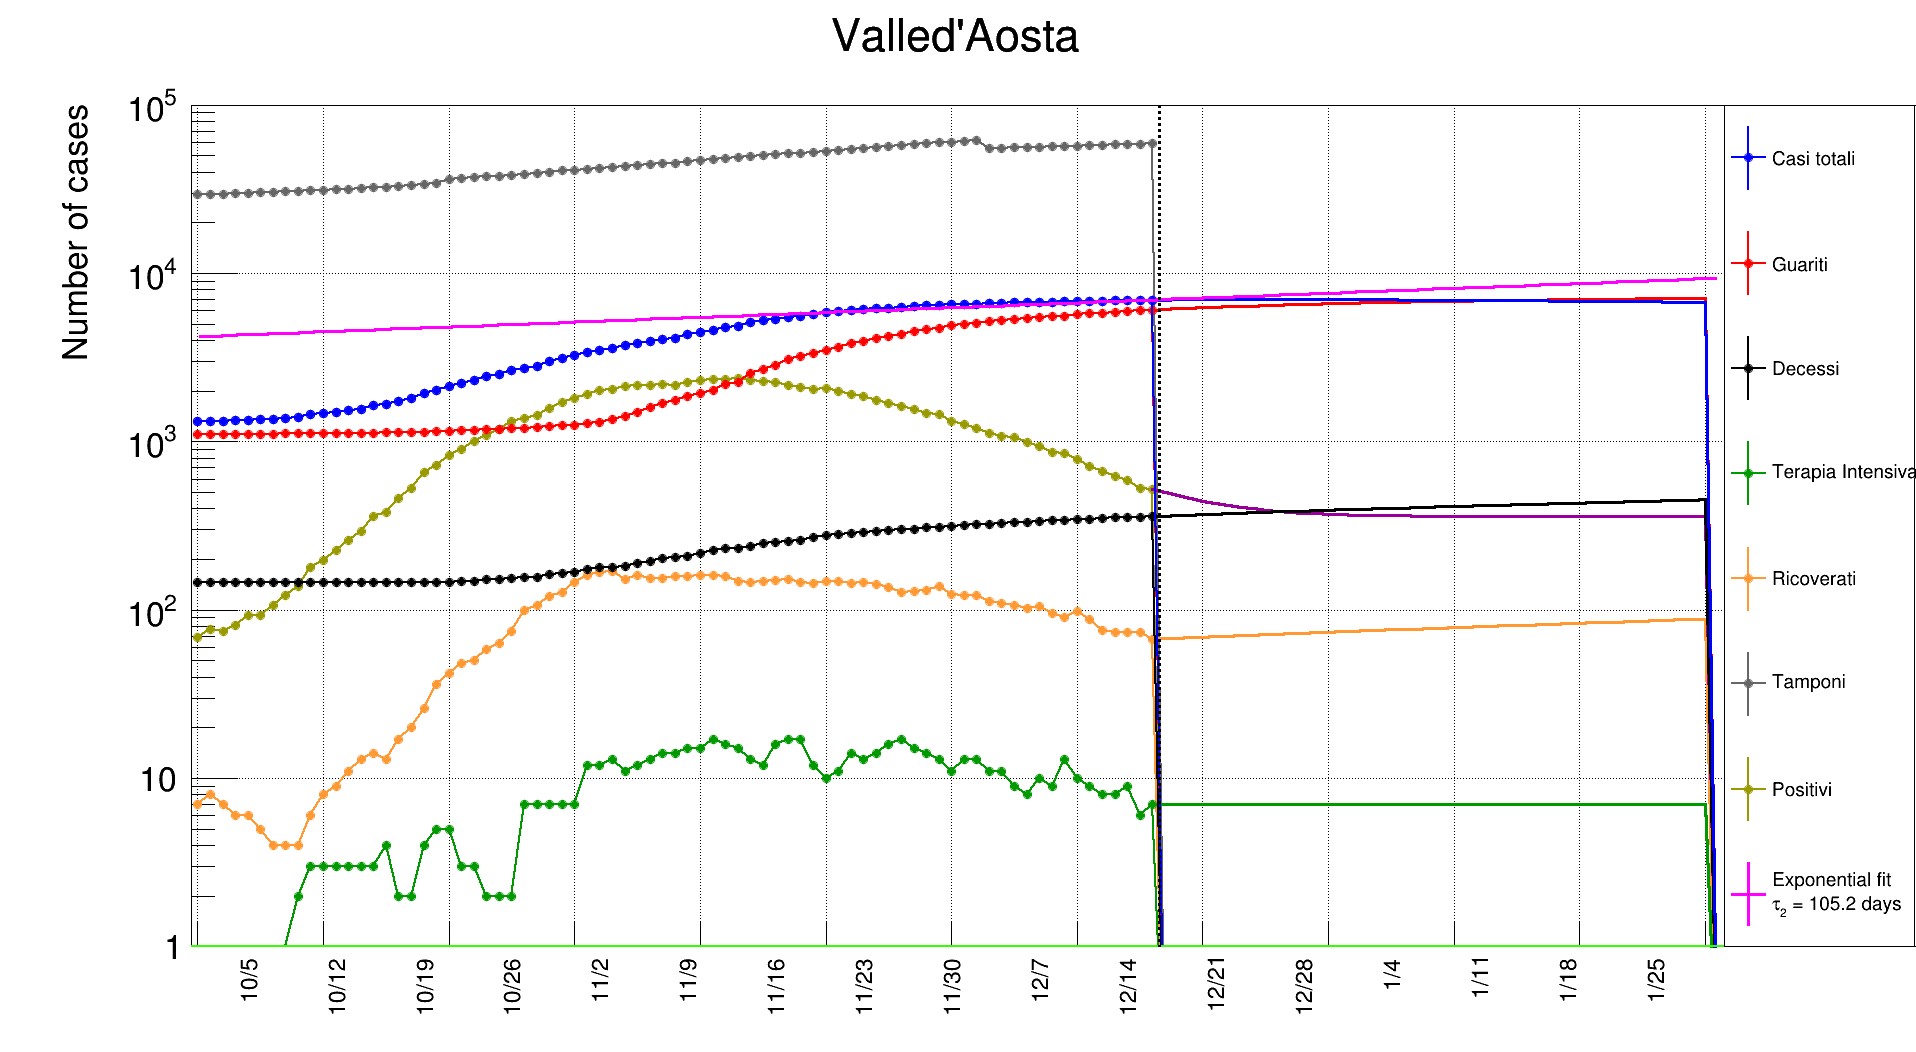 Valled'Aosta
Number of cases
10^5
10^4
10^3
10^2
10
1
10/5
10/12
10/19
10/26
11/2
11/9
11/16
11/23
11/30
12/7
12/14
12/21
12/28
1/4
1/11
1/18
1/25
Casi totali
Guariti
Decessi
Terapia Intensiva
Ricoverati
Tamponi
Positivi
Exponential fit
τ_2 = 105.2 days